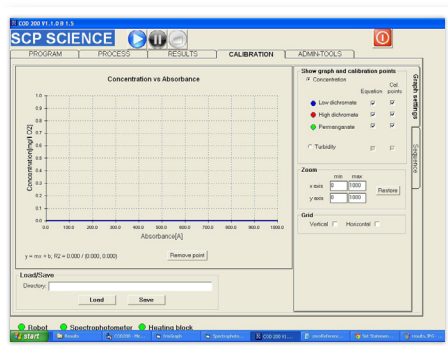 COD 200 V1.1.0 B 1.5
SCP SCIENCE
PROGRAM PROCESS RESULTS CALIBRATION ADMIN-TOOLS
Concentration vs Absorbance
Concentration[mg/l O2]
1.0
0.9
0.8
0.7
0.6
0.5
0.4
0.3
0.2
0.1
0.0
0.0 100.0 200.0 300.0 400.0 500.0 600.0 700.0 800.0 900.0 1000.0
Absorbance[A]
y = mx + b; R2 = 0.000 / (0.000, 0.000)
Remove point
Load/Save
Directory:
Load Save
Show graph and calibration points
Concentration
Equation Cal. points
Low dichromate
High dichromate
Permanganate
Turbidity
Zoom
min max
x axis 0 1000
y axis 0 1000
Restore
Grid
Vertical Horizontal
Graph settings
Sequence
Robot Spectrophotometer Heating block
start Results COD200 - Mic... Spectrophoto... COD 200 V1....